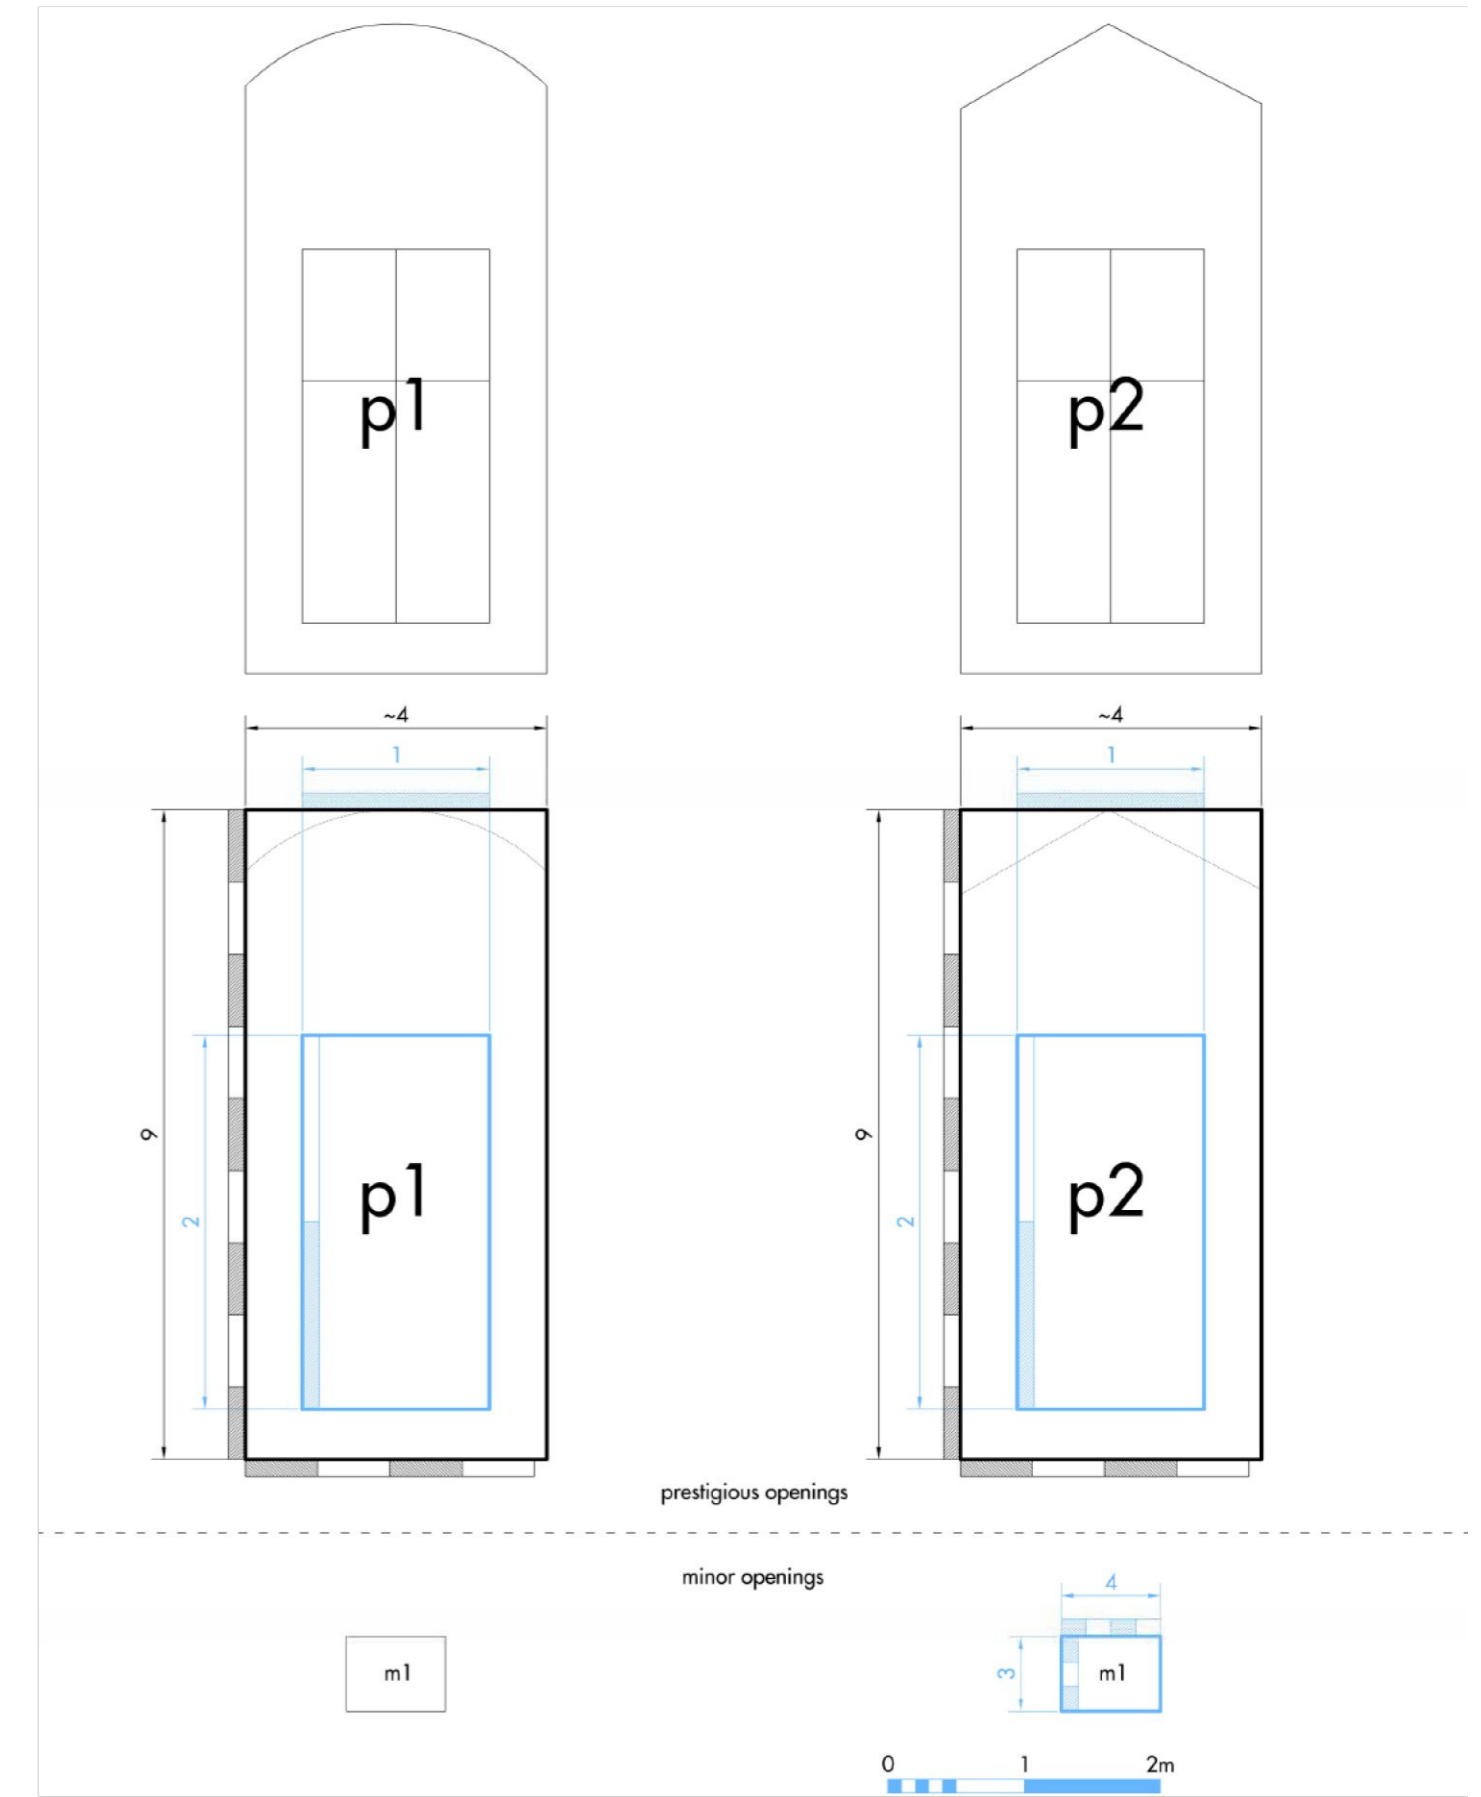 p1 p2
~4 ~4
1 1
9 9
2 2
p1 p2
prestigious openings
minor openings
4
m1 3 m1
0 1 2m